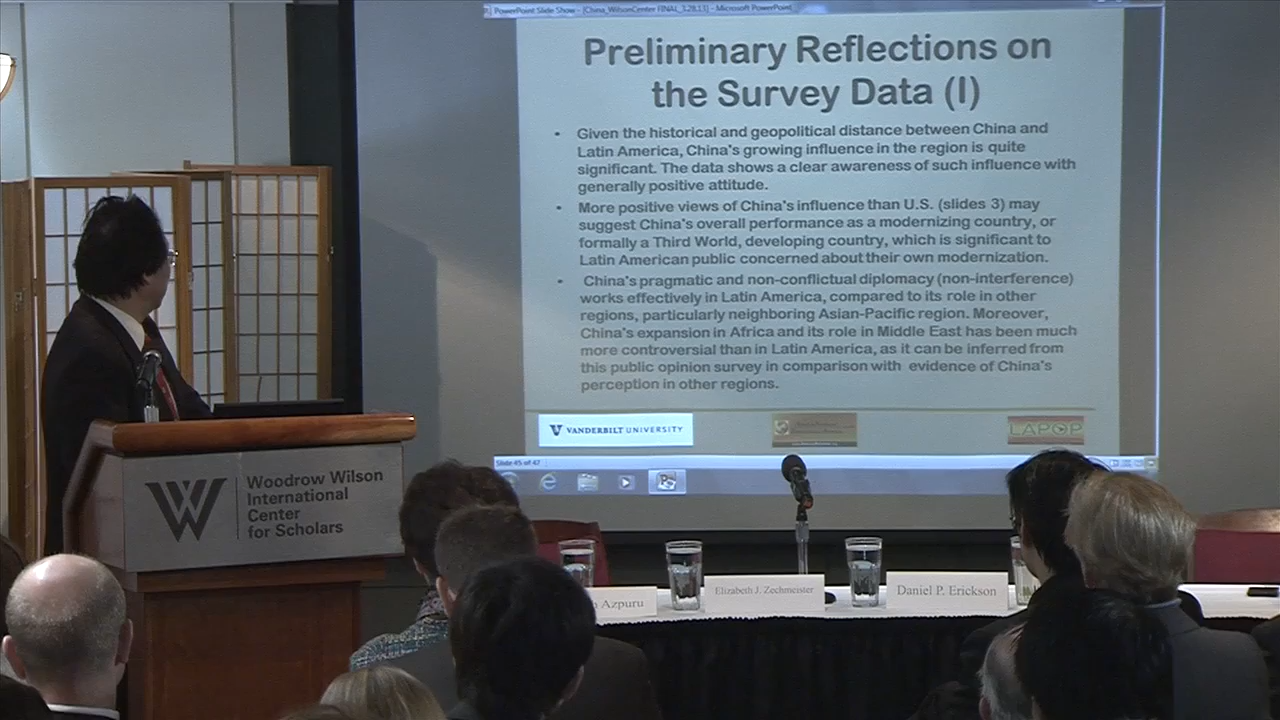 PowerPoint Slide Show - [China_WilsonCenter FINAL_3.28.13] - Microsoft PowerPoint
Preliminary Reflections on
the Survey Data (I)
• Given the historical and geopolitical distance between China and
Latin America, China's growing influence in the region is quite
significant. The data shows a clear awareness of such influence with
generally positive attitude.
• More positive views of China's influence than U.S. (slides 3) may
suggest China's overall performance as a modernizing country, or
formally a Third World, developing country, which is significant to
Latin American public concerned about their own modernization.
• China's pragmatic and non-conflictual diplomacy (non-interference)
works effectively in Latin America, compared to its role in other
regions, particularly neighboring Asian-Pacific region. Moreover,
China's expansion in Africa and its role in Middle East has been much
more controversial than in Latin America, as it can be inferred from
this public opinion survey in comparison with evidence of China's
perception in other regions.
V VANDERBILT UNIVERSITY
LAPOP
Slide 45 of 47
W
Woodrow Wilson
International
Center
for Scholars
Azpuru
Elizabeth J. Zechmeister
Daniel P. Erickson